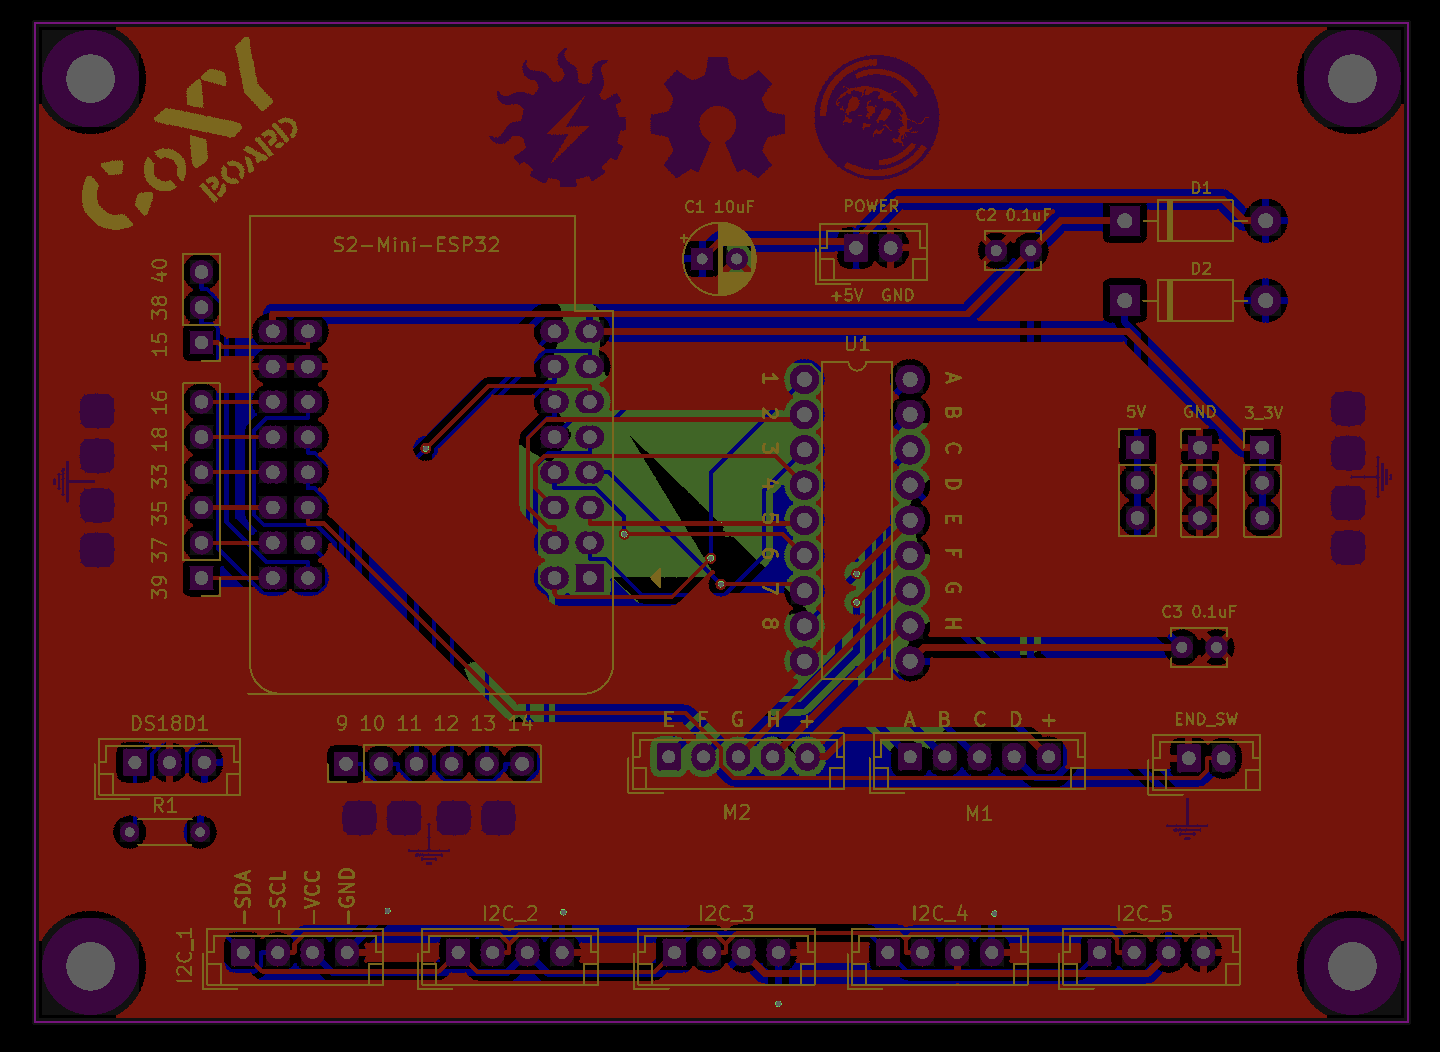 CoXY
BOARD
D1
C1 10uF
POWER
C2 0.1uF
S2-Mini-ESP32
+
D2
+5V GND
15 38 40
U1
1
2
3
4
5
6
7
8
A
B
C
D
E
F
G
H
39 37 35 33 18 16
5V GND 3_3V
C3 0.1uF
DS18D1
9 10 11 12 13 14
E F G H +
A B C D +
END_SW
R1
M2
M1
-SDA
-SCL
-VCC
-GND
I2C_1
I2C_2
I2C_3
I2C_4
I2C_5